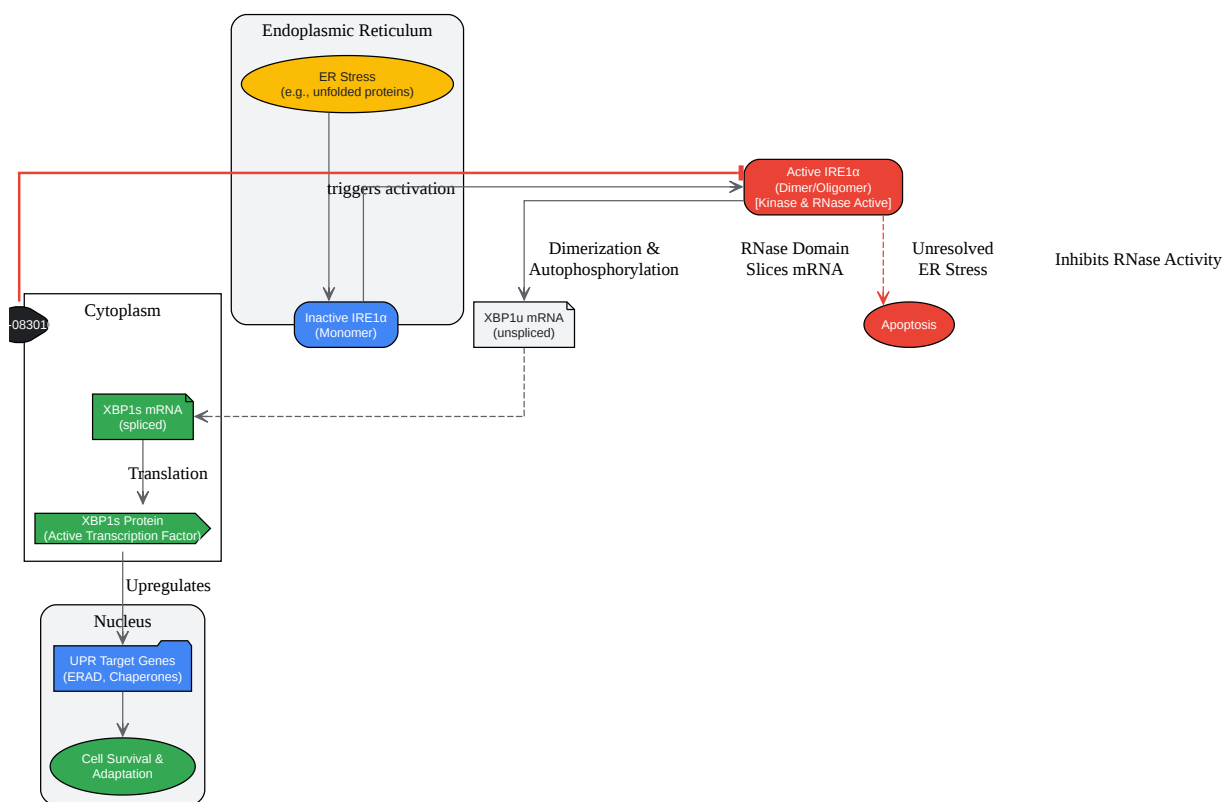 Endoplasmic Reticulum
ER Stress
(e.g., unfolded proteins)
triggers activation
Active IRE1α
(Dimer/Oligomer)
[Kinase & RNase Active]
Dimerization &
Autophosphorylation
RNase Domain
Slices mRNA
Unresolved
ER Stress
Inhibits RNase Activity
Cytoplasm
-08301
Inactive IRE1α
(Monomer)
XBP1u mRNA
(unspliced)
Apoptosis
XBP1s mRNA
(spliced)
Translation
XBP1s Protein
(Active Transcription Factor)
Upregulates
Nucleus
UPR Target Genes
(ERAD, Chaperones)
Cell Survival &
Adaptation